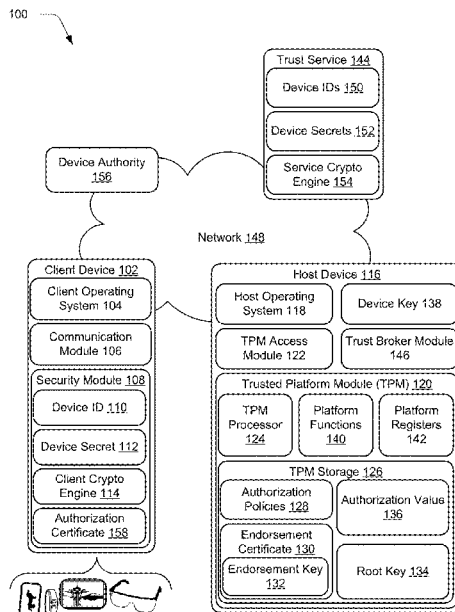 100
Trust Service 144
Device IDs 150
Device Secrets 152
Service Crypto
Engine 154
Device Authority
156
Network 148
Client Device 102
Client Operating
System 104
Communication
Module 106
Security Module 108
Device ID 110
Device Secret 112
Client Crypto
Engine 114
Authorization
Certificate 158
Host Device 116
Host Operating
System 118
Device Key 138
TPM Access
Module 122
Trust Broker Module
146
Trusted Platform Module (TPM) 120
TPM
Processor
124
Platform
Functions
140
Platform
Registers
142
TPM Storage 126
Authorization
Policies 128
Authorization Value
136
Endorsement
Certificate 130
Endorsement Key
132
Root Key 134